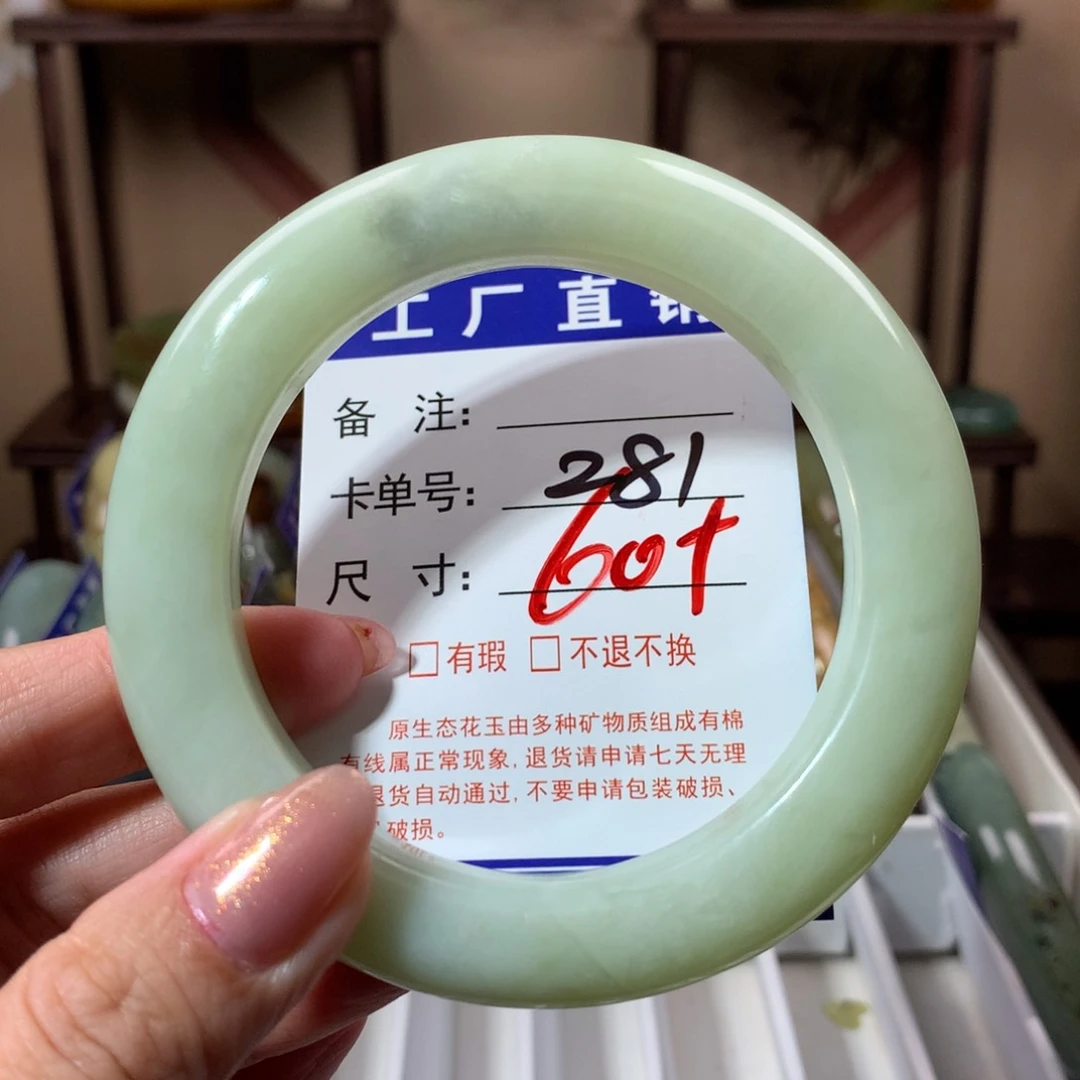 工厂直销
备 注:
卡单号: 281
尺 寸: 60+
□有瑕 □不退不换
原生态花玉由多种矿物质组成有棉
有线属正常现象,退货请申请七天无理
退货自动通过,不要申请包装破损、
破损。